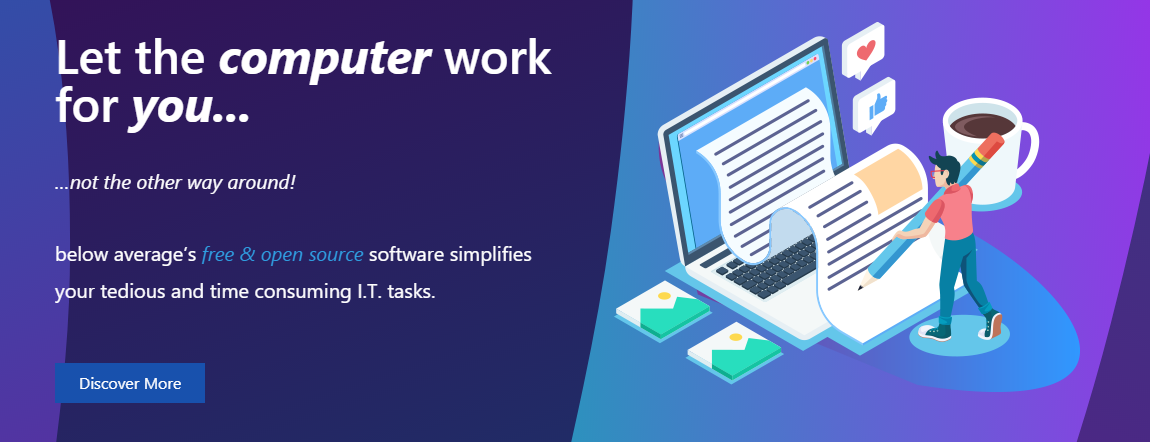 Let the computer work
for you...
...not the other way around!
below average's free & open source software simplifies
your tedious and time consuming I.T. tasks.
Discover More